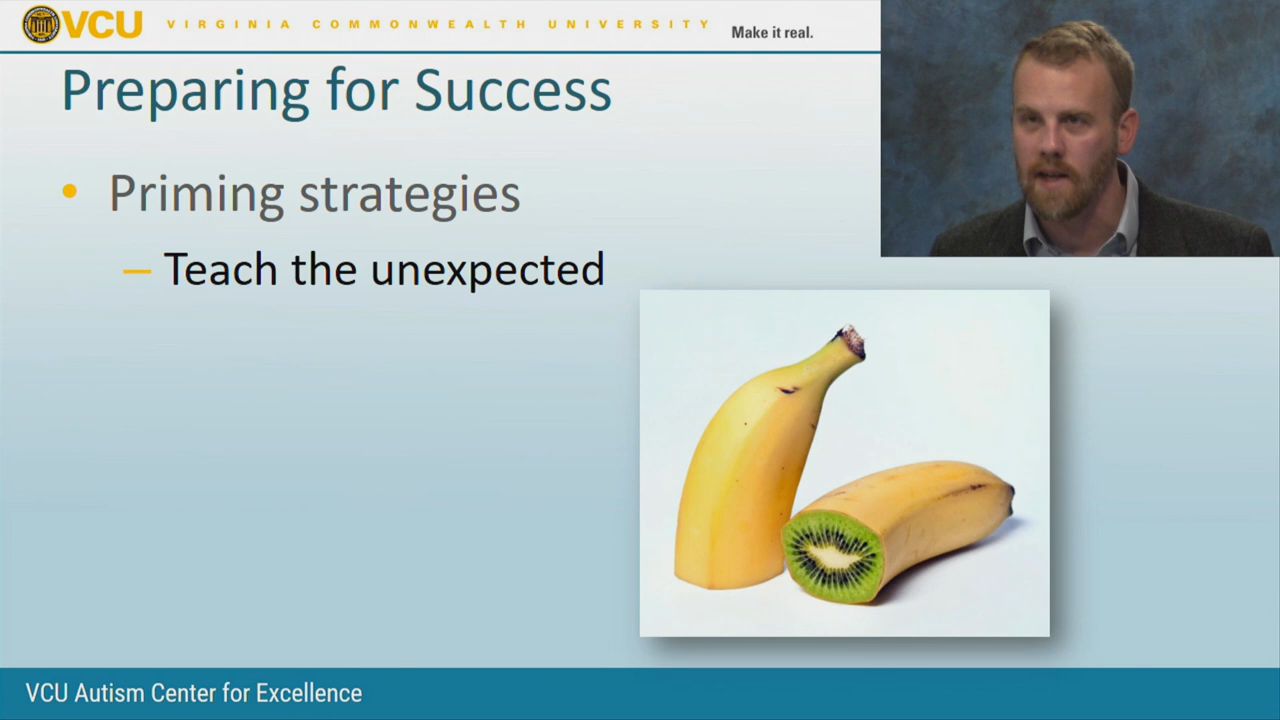 VCU VIRGINIA COMMONWEALTH UNIVERSITY Make it real.
Preparing for Success
• Priming strategies
– Teach the unexpected
VCU Autism Center for Excellence